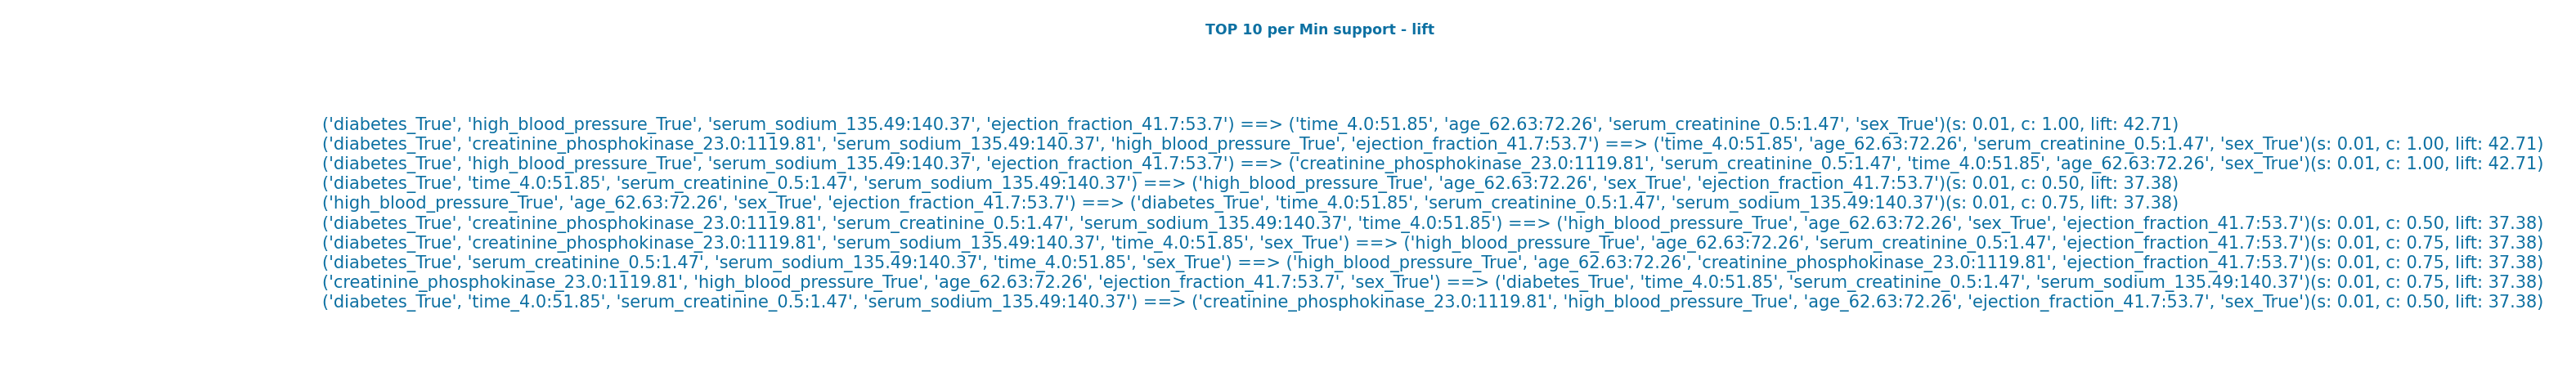 TOP 10 per Min support - lift
('diabetes_True', 'high_blood_pressure_True', 'serum_sodium_135.49:140.37', 'ejection_fraction_41.7:53.7') ==> ('time_4.0:51.85', 'age_62.63:72.26', 'serum_creatinine_0.5:1.47', 'sex_True')(s: 0.01, c: 1.00, lift: 42.71)
('diabetes_True', 'creatinine_phosphokinase_23.0:1119.81', 'serum_sodium_135.49:140.37', 'high_blood_pressure_True', 'ejection_fraction_41.7:53.7') ==> ('time_4.0:51.85', 'age_62.63:72.26', 'serum_creatinine_0.5:1.47', 'sex_True')(s: 0.01, c: 1.00, lift: 42.71)
('diabetes_True', 'high_blood_pressure_True', 'serum_sodium_135.49:140.37', 'ejection_fraction_41.7:53.7') ==> ('creatinine_phosphokinase_23.0:1119.81', 'serum_creatinine_0.5:1.47', 'time_4.0:51.85', 'age_62.63:72.26', 'sex_True')(s: 0.01, c: 1.00, lift: 42.71)
('diabetes_True', 'time_4.0:51.85', 'serum_creatinine_0.5:1.47', 'serum_sodium_135.49:140.37') ==> ('high_blood_pressure_True', 'age_62.63:72.26', 'sex_True', 'ejection_fraction_41.7:53.7')(s: 0.01, c: 0.50, lift: 37.38)
('high_blood_pressure_True', 'age_62.63:72.26', 'sex_True', 'ejection_fraction_41.7:53.7') ==> ('diabetes_True', 'time_4.0:51.85', 'serum_creatinine_0.5:1.47', 'serum_sodium_135.49:140.37')(s: 0.01, c: 0.75, lift: 37.38)
('diabetes_True', 'creatinine_phosphokinase_23.0:1119.81', 'serum_creatinine_0.5:1.47', 'serum_sodium_135.49:140.37', 'time_4.0:51.85') ==> ('high_blood_pressure_True', 'age_62.63:72.26', 'sex_True', 'ejection_fraction_41.7:53.7')(s: 0.01, c: 0.50, lift: 37.38)
('diabetes_True', 'creatinine_phosphokinase_23.0:1119.81', 'serum_sodium_135.49:140.37', 'time_4.0:51.85', 'sex_True') ==> ('high_blood_pressure_True', 'age_62.63:72.26', 'serum_creatinine_0.5:1.47', 'ejection_fraction_41.7:53.7')(s: 0.01, c: 0.75, lift: 37.38)
('diabetes_True', 'serum_creatinine_0.5:1.47', 'serum_sodium_135.49:140.37', 'time_4.0:51.85', 'sex_True') ==> ('high_blood_pressure_True', 'age_62.63:72.26', 'creatinine_phosphokinase_23.0:1119.81', 'ejection_fraction_41.7:53.7')(s: 0.01, c: 0.75, lift: 37.38)
('creatinine_phosphokinase_23.0:1119.81', 'high_blood_pressure_True', 'age_62.63:72.26', 'ejection_fraction_41.7:53.7', 'sex_True') ==> ('diabetes_True', 'time_4.0:51.85', 'serum_creatinine_0.5:1.47', 'serum_sodium_135.49:140.37')(s: 0.01, c: 0.75, lift: 37.38)
('diabetes_True', 'time_4.0:51.85', 'serum_creatinine_0.5:1.47', 'serum_sodium_135.49:140.37') ==> ('creatinine_phosphokinase_23.0:1119.81', 'high_blood_pressure_True', 'age_62.63:72.26', 'ejection_fraction_41.7:53.7', 'sex_True')(s: 0.01, c: 0.50, lift: 37.38)